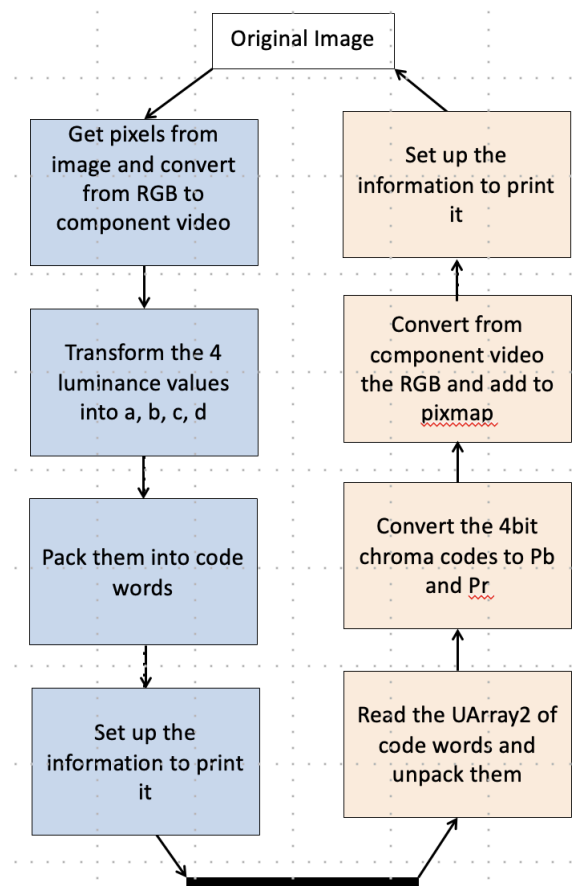 Original Image
Get pixels from
image and convert
from RGB to
component video
Transform the 4
luminance values
into a, b, c, d
Pack them into code
words
Set up the
information to print
it
Set up the
information to print
it
Convert from
component video
the RGB and add to
pixmap
Convert the 4bit
chroma codes to Pb
and Pr
Read the UArray2 of
code words and
unpack them